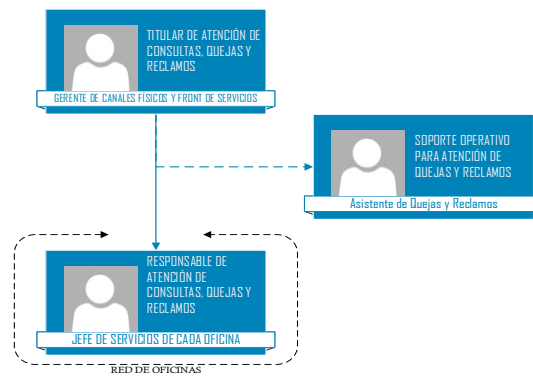 TITULAR DE ATENCIÓN DE
CONSULTAS, QUEJAS Y
RECLAMOS
GERENTE DE CANALES FÍSICOS Y FRONT DE SERVICIOS
SOPORTE OPERATIVO
PARA ATENCIÓN DE
QUEJAS Y RECLAMOS
Asistente de Quejas y Reclamos
RESPONSABLE DE
ATENCIÓN DE
CONSULTAS, QUEJAS Y
RECLAMOS
JEFE DE SERVICIOS DE CADA OFICINA
RED DE OFICINAS